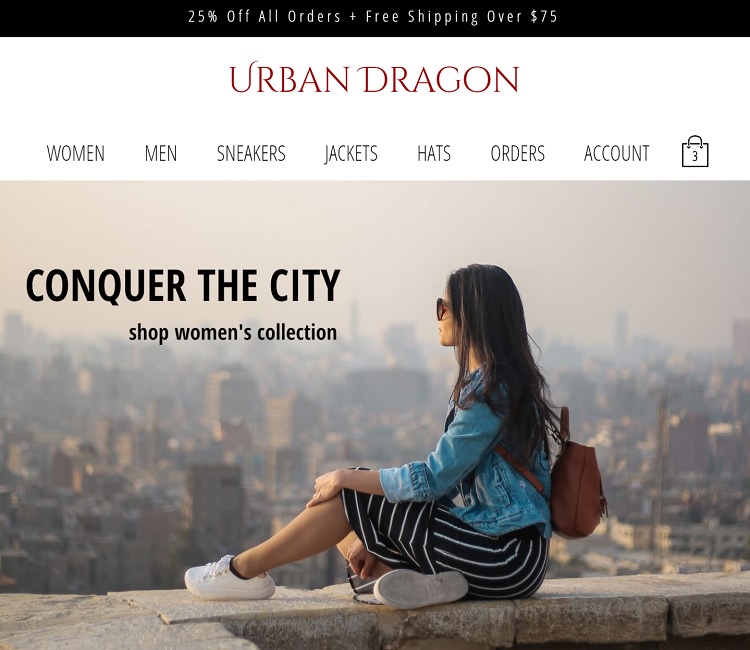 25% Off All Orders + Free Shipping Over $75
URBAN DRAGON
WOMEN MEN SNEAKERS JACKETS HATS ORDERS ACCOUNT 3
CONQUER THE CITY
shop women's collection